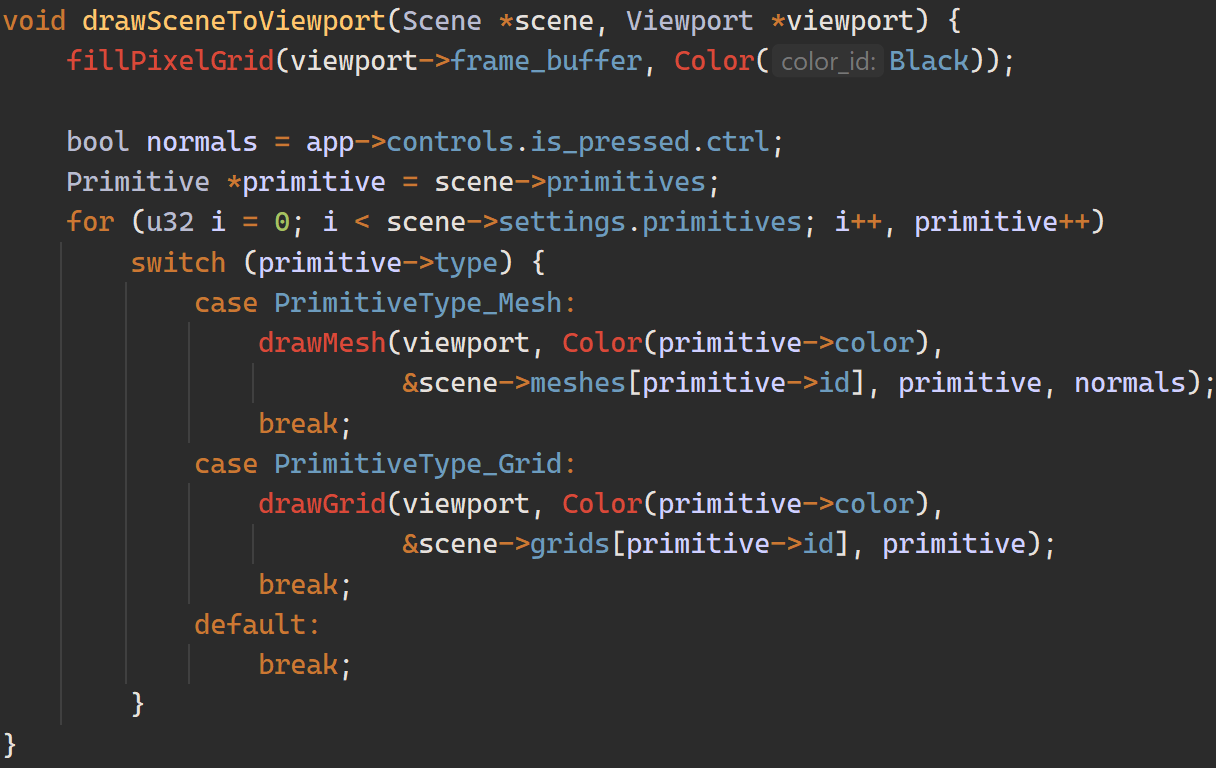 void drawSceneToViewport(Scene *scene, Viewport *viewport) {
    fillPixelGrid(viewport->frame_buffer, Color(color_id: Black));

    bool normals = app->controls.is_pressed.ctrl;
    Primitive *primitive = scene->primitives;
    for (u32 i = 0; i < scene->settings.primitives; i++, primitive++)
        switch (primitive->type) {
            case PrimitiveType_Mesh:
                drawMesh(viewport, Color(primitive->color),
                         &scene->meshes[primitive->id], primitive, normals);
                break;
            case PrimitiveType_Grid:
                drawGrid(viewport, Color(primitive->color),
                         &scene->grids[primitive->id], primitive);
                break;
            default:
                break;
        }
}